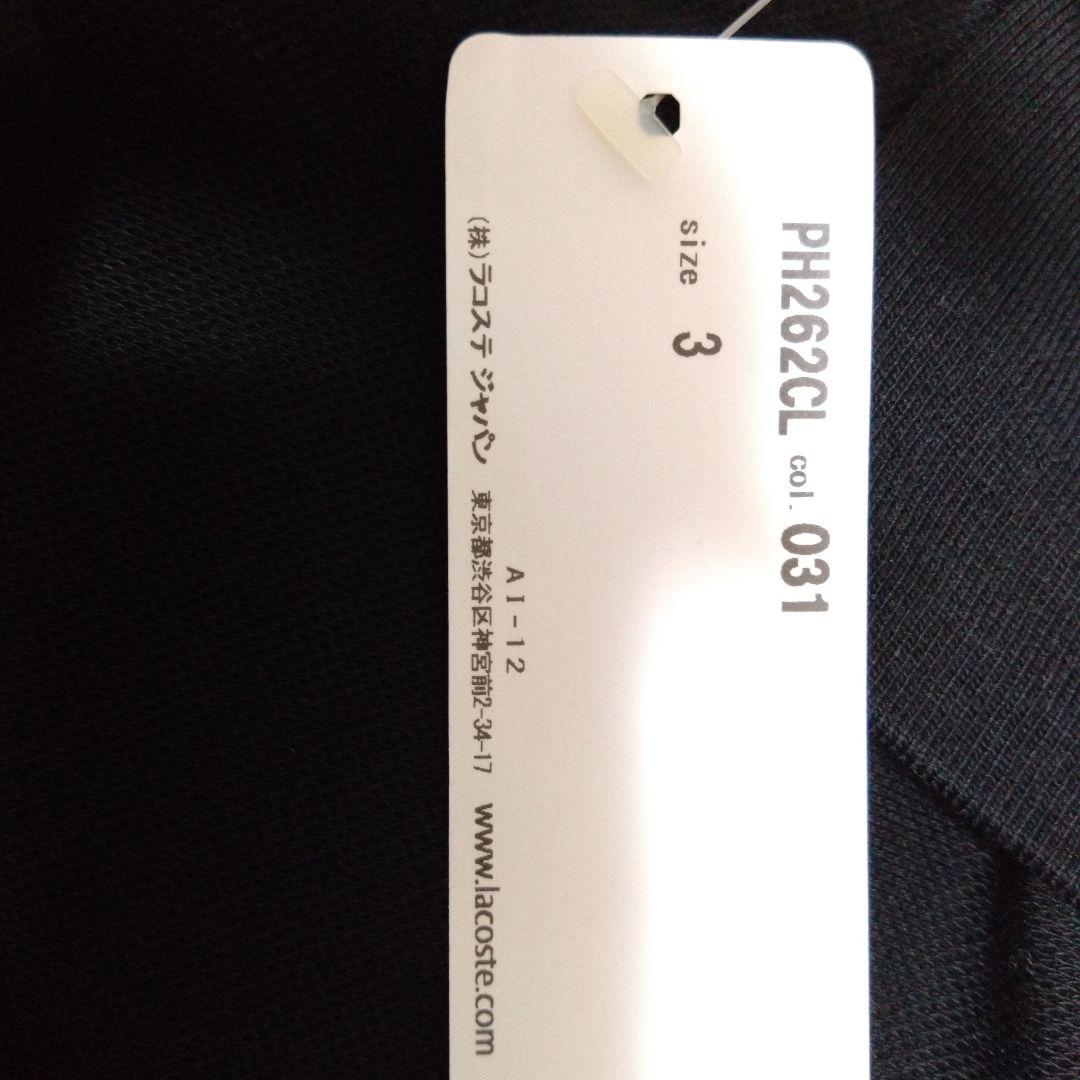 PH262CL col. 031
size 3
AI-12
(株)ラコステ ジャパン 東京都渋谷区神宮前2-34-17 www.lacoste.com